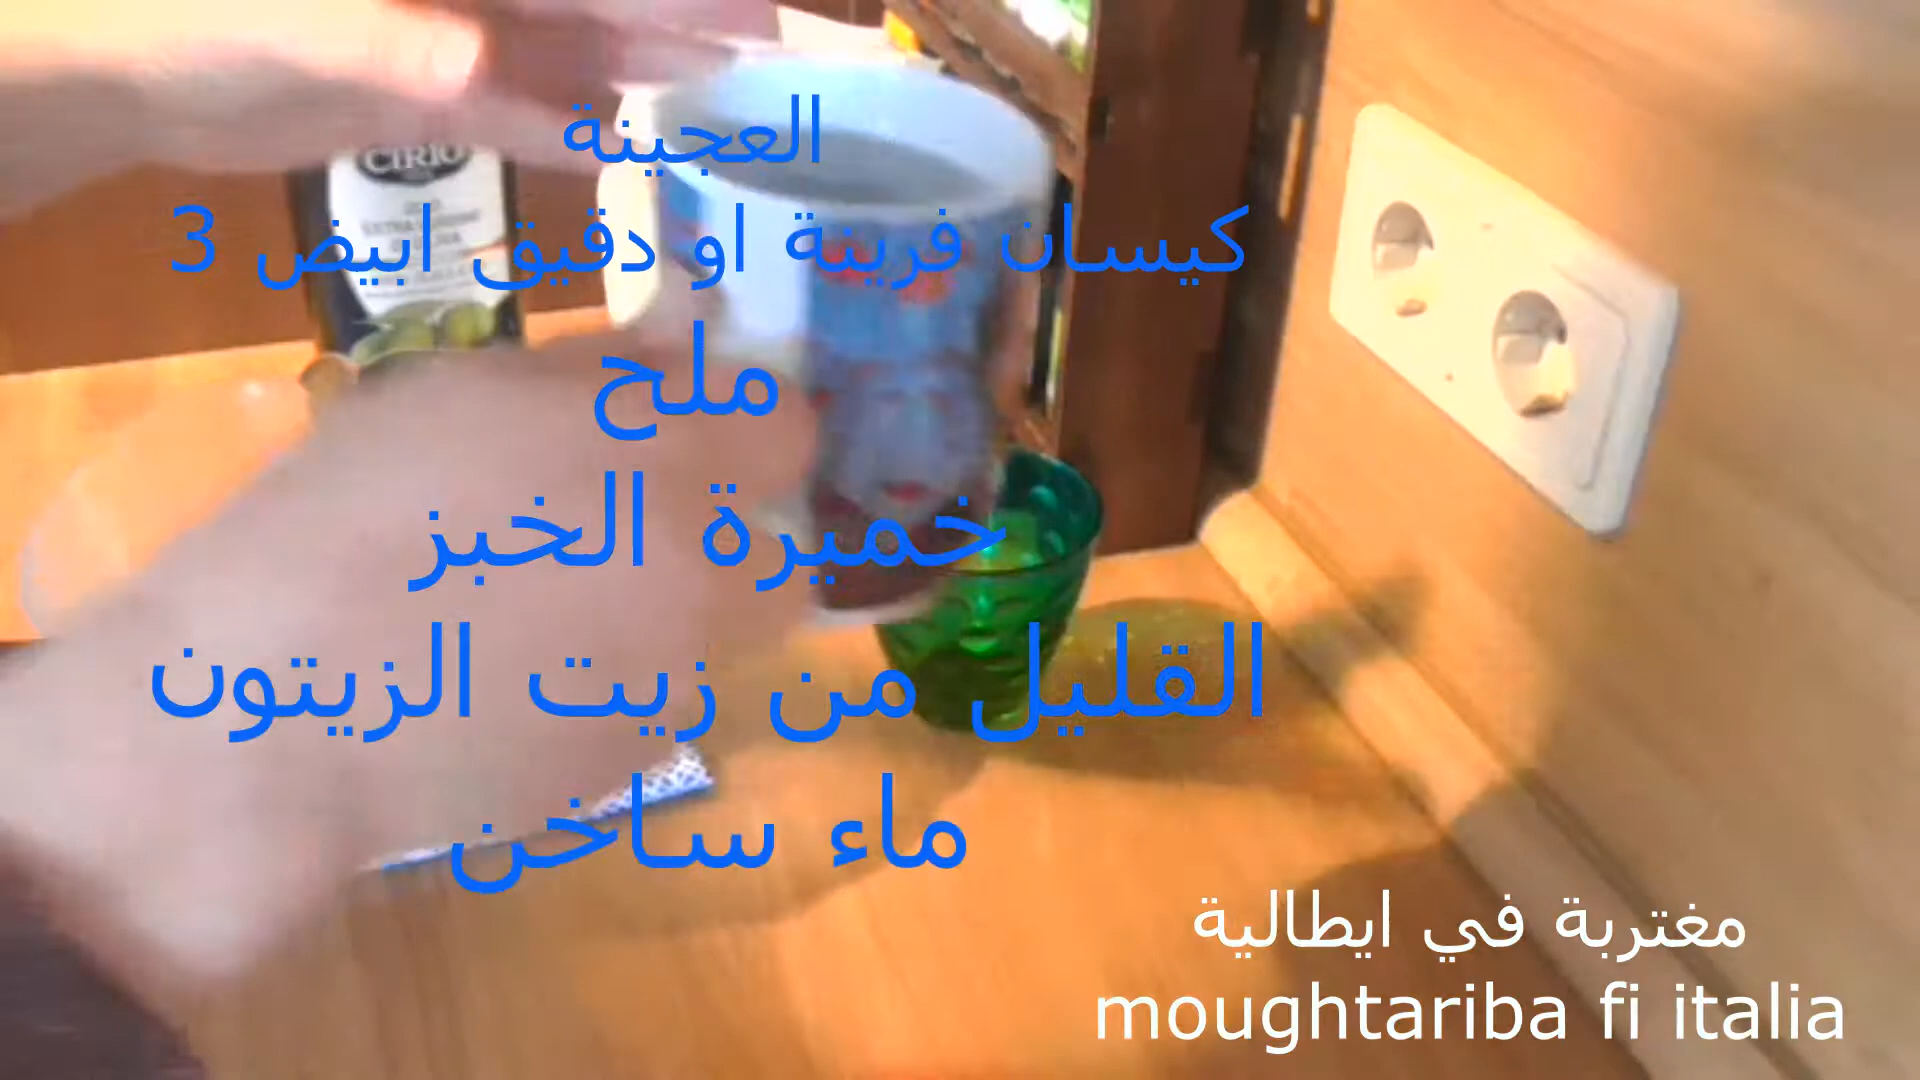 العجينة
كيسان فرينة او دقيق ابيض 3
ملح
خميرة الخبز
القليل من زيت الزيتون
ماء ساخن
مغتربة في ايطالية
moughtariba fi italia
CIRIO